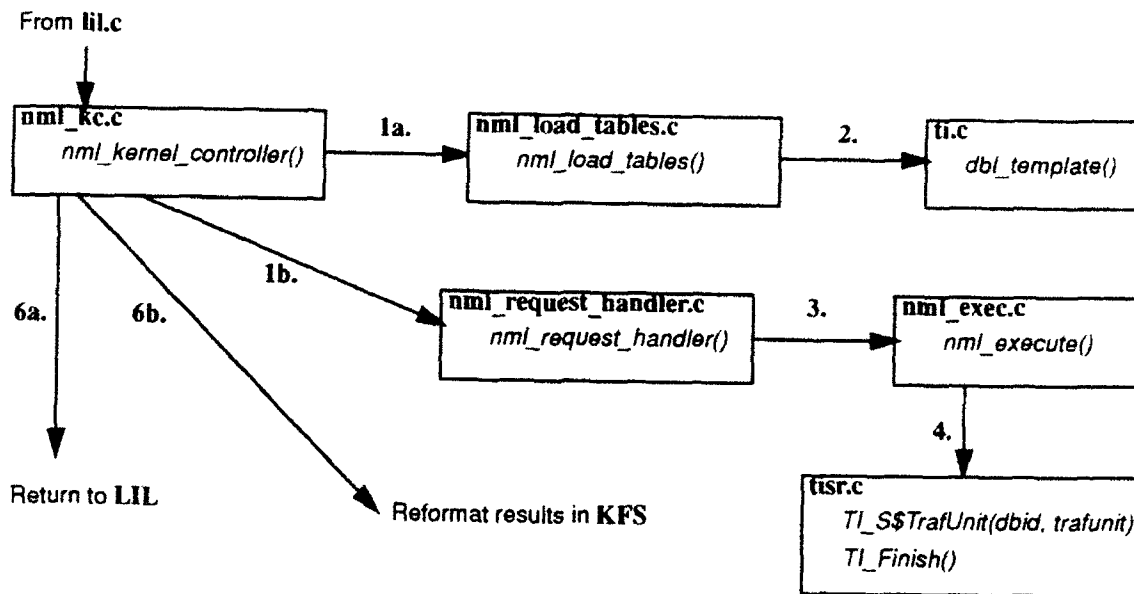 From lil.c
nml_kc.c
nml_kernel_controller()
1a.
nml_load_tables.c
nml_load_tables()
2.
ti.c
dbl_template()
1b.
6a.
6b.
nml_request_handler.c
nml_request_handler()
3.
nml_exec.c
nml_execute()
4.
Return to LIL
Reformat results in KFS
tisr.c
TI_S$TrafUnit(dbid, trafunit)
TI_Finish()